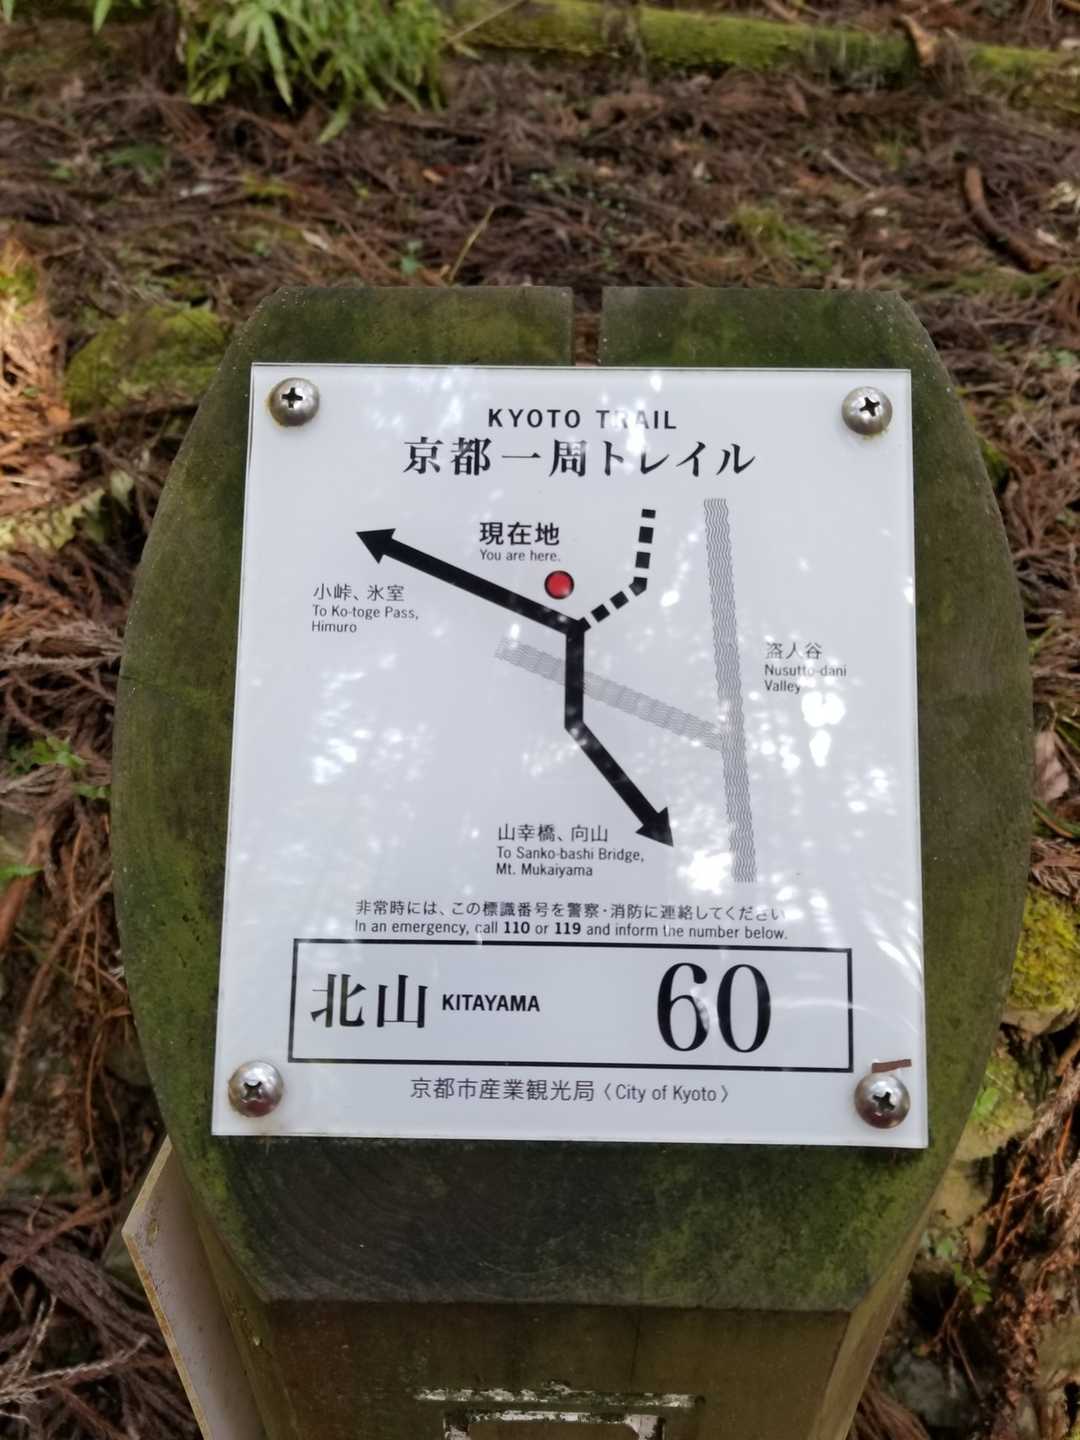 KYOTO TRAIL
京都一周トレイル
現在地
You are here.
小峠、氷室
To Ko-toge Pass,
Himuro
盗人谷
Nusutto-dani
Valley
山幸橋、向山
To Sanko-bashi Bridge,
Mt. Mukaiyama
非常時には、この標識番号を警察・消防に連絡してください
In an emergency, call 110 or 119 and inform the number below.
北山 KITAYAMA 60
京都市産業観光局〈City of Kyoto〉